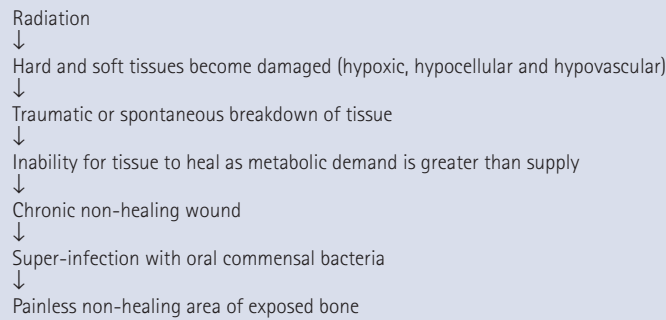 Radiation
↓
Hard and soft tissues become damaged (hypoxic, hypocellular and hypovascular)
↓
Traumatic or spontaneous breakdown of tissue
↓
Inability for tissue to heal as metabolic demand is greater than supply
↓
Chronic non-healing wound
↓
Super-infection with oral commensal bacteria
↓
Painless non-healing area of exposed bone